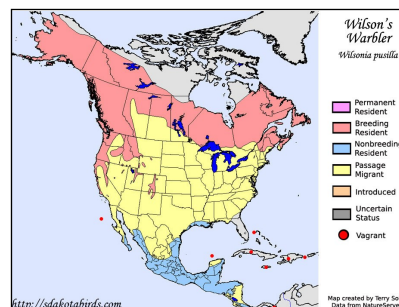 Wilson's
Warbler
Wilsonia pusilla
Permanent
Resident
Breeding
Resident
Nonbreeding
Resident
Passage
Migrant
Introduced
Uncertain
Status
Vagrant
http://sdakotabirds.com
Map created by Terry So
Data from NatureServe